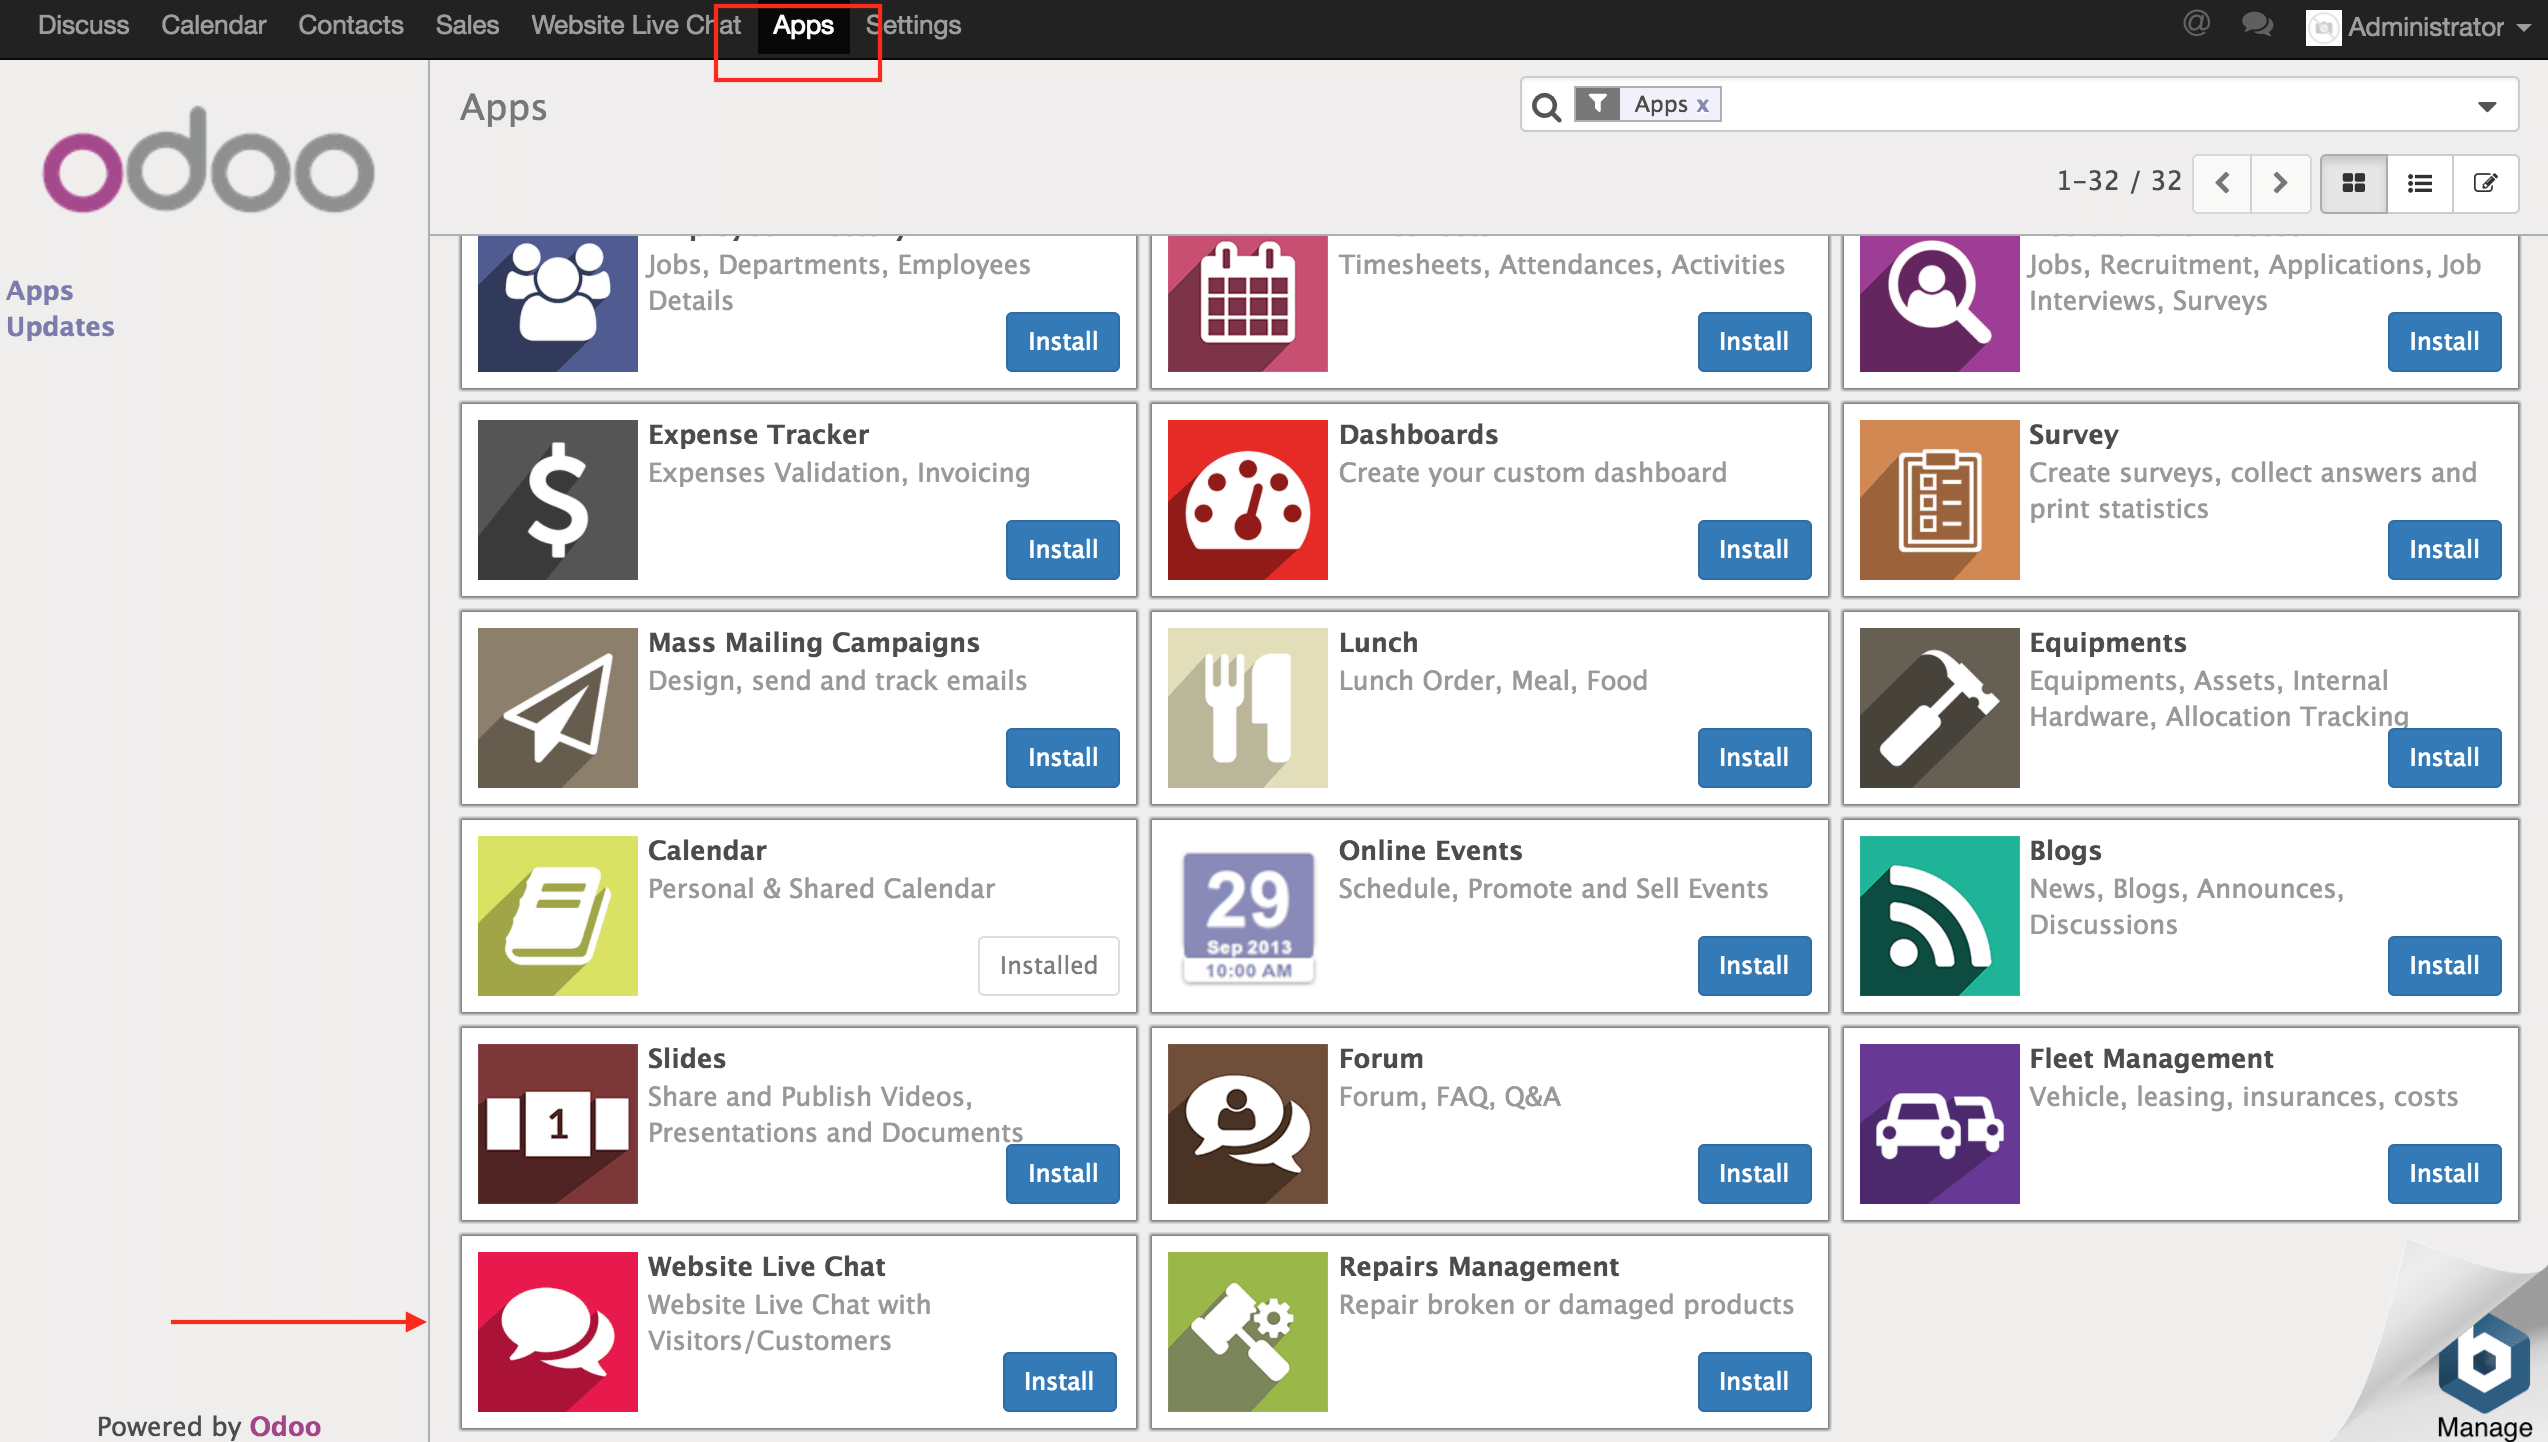 Discuss Calendar Contacts Sales Website Live Chat Apps Settings @ Administrator
odoo
Apps
Apps x
1-32 / 32
Apps
Updates
Jobs, Departments, Employees
Details
Install
Timesheets, Attendances, Activities
Install
Jobs, Recruitment, Applications, Job
Interviews, Surveys
Install
Expense Tracker
Expenses Validation, Invoicing
Install
Dashboards
Create your custom dashboard
Install
Survey
Create surveys, collect answers and
print statistics
Install
Mass Mailing Campaigns
Design, send and track emails
Install
Lunch
Lunch Order, Meal, Food
Install
Equipments
Equipments, Assets, Internal
Hardware, Allocation Tracking
Install
Calendar
Personal & Shared Calendar
Installed
29
Sep 2013
10:00 AM
Online Events
Schedule, Promote and Sell Events
Install
Blogs
News, Blogs, Announces,
Discussions
Install
1
Slides
Share and Publish Videos,
Presentations and Documents
Install
Forum
Forum, FAQ, Q&A
Install
Fleet Management
Vehicle, leasing, insurances, costs
Install
Website Live Chat
Website Live Chat with
Visitors/Customers
Install
Repairs Management
Repair broken or damaged products
Install
Powered by Odoo
b
Manage